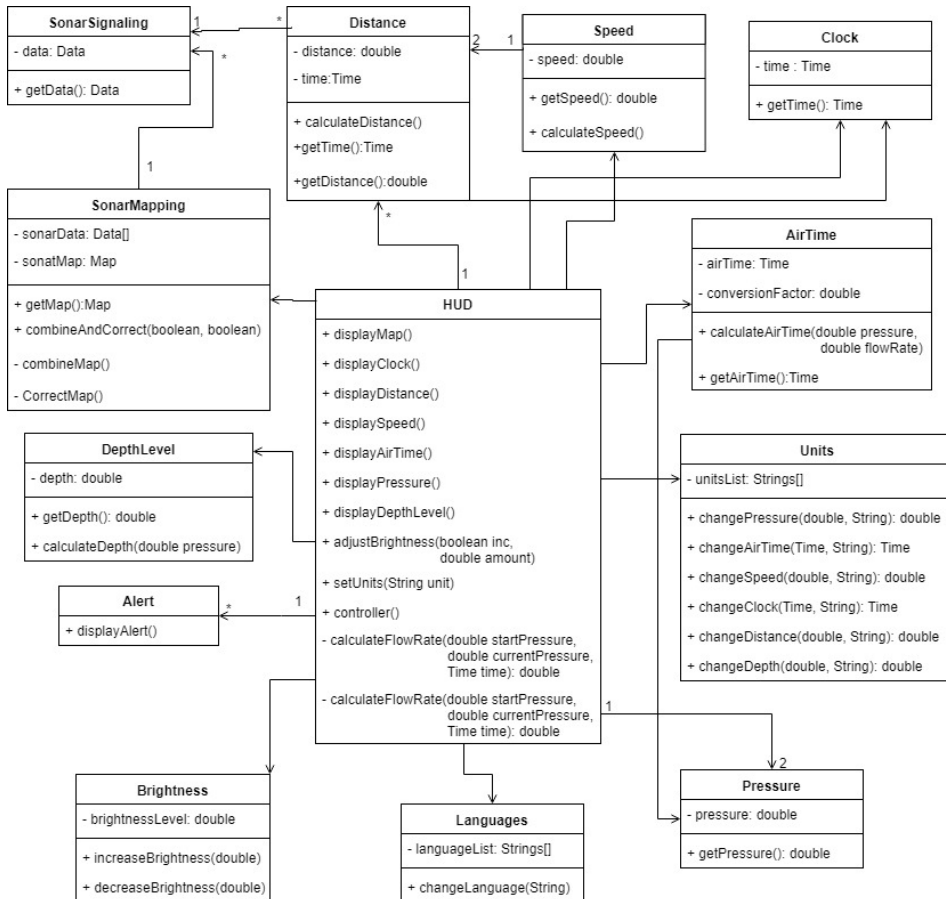 SonarSignaling
- data: Data
+ getData(): Data
1
*
Distance
- distance: double
- time:Time
+ calculateDistance()
+getTime():Time
+getDistance():double
2
1
Speed
- speed: double
+ getSpeed(): double
+ calculateSpeed()
Clock
- time : Time
+ getTime(): Time
*
1
SonarMapping
- sonarData: Data[]
- sonatMap: Map
+ getMap():Map
+ combineAndCorrect(boolean, boolean)
- combineMap()
- CorrectMap()
*
1
HUD
+ displayMap()
+ displayClock()
+ displayDistance()
+ displaySpeed()
+ displayAirTime()
+ displayPressure()
+ displayDepthLevel()
+ adjustBrightness(boolean inc,
double amount)
+ setUnits(String unit)
+ controller()
- calculateFlowRate(double startPressure,
double currentPressure,
Time time): double
- calculateFlowRate(double startPressure,
double currentPressure,
Time time): double
AirTime
- airTime: Time
- conversionFactor: double
+ calculateAirTime(double pressure,
double flowRate)
+ getAirTime():Time
DepthLevel
- depth: double
+ getDepth(): double
+ calculateDepth(double pressure)
Units
- unitsList: Strings[]
+ changePressure(double, String): double
+ changeAirTime(Time, String): Time
+ changeSpeed(double, String): double
+ changeClock(Time, String): Time
+ changeDistance(double, String): double
+ changeDepth(double, String): double
Alert
+ displayAlert()
*
1
1
2
Brightness
- brightnessLevel: double
+ increaseBrightness(double)
+ decreaseBrightness(double)
Languages
- languageList: Strings[]
+ changeLanguage(String)
Pressure
- pressure: double
+ getPressure(): double